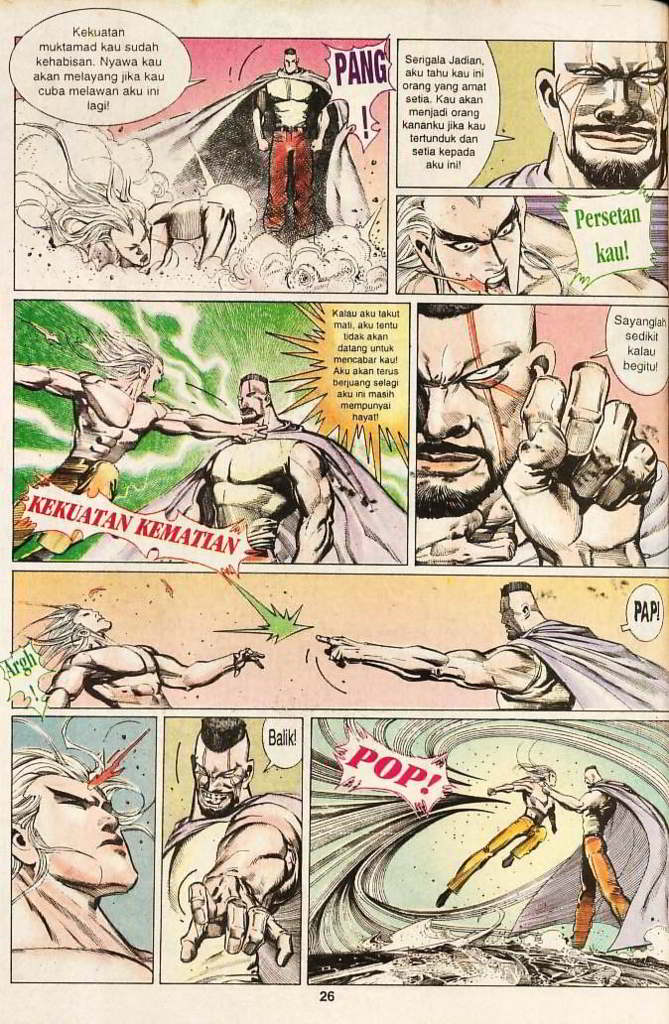 Kekuatan
muktamad kau sudah
kehabisan. Nyawa kau
akan melayang jika kau
cuba melawan aku ini
lagi!
PANG
!
Serigala Jadian,
aku tahu kau ini
orang yang amat
setia. Kau akan
menjadi orang
kananku jika kau
tertunduk dan
setia kepada
aku ini!
Persetan
kau!
Kalau aku takut
mati, aku tentu
tidak akan
datang untuk
mencabar kau!
Aku akan terus
berjuang selagi
aku ini masih
mempunyai
hayat!
KEKUATAN KEMATIAN
Sayanglah
sedikit
kalau
begitu!
Argh
!
PAP!
Balik!
POP!
26